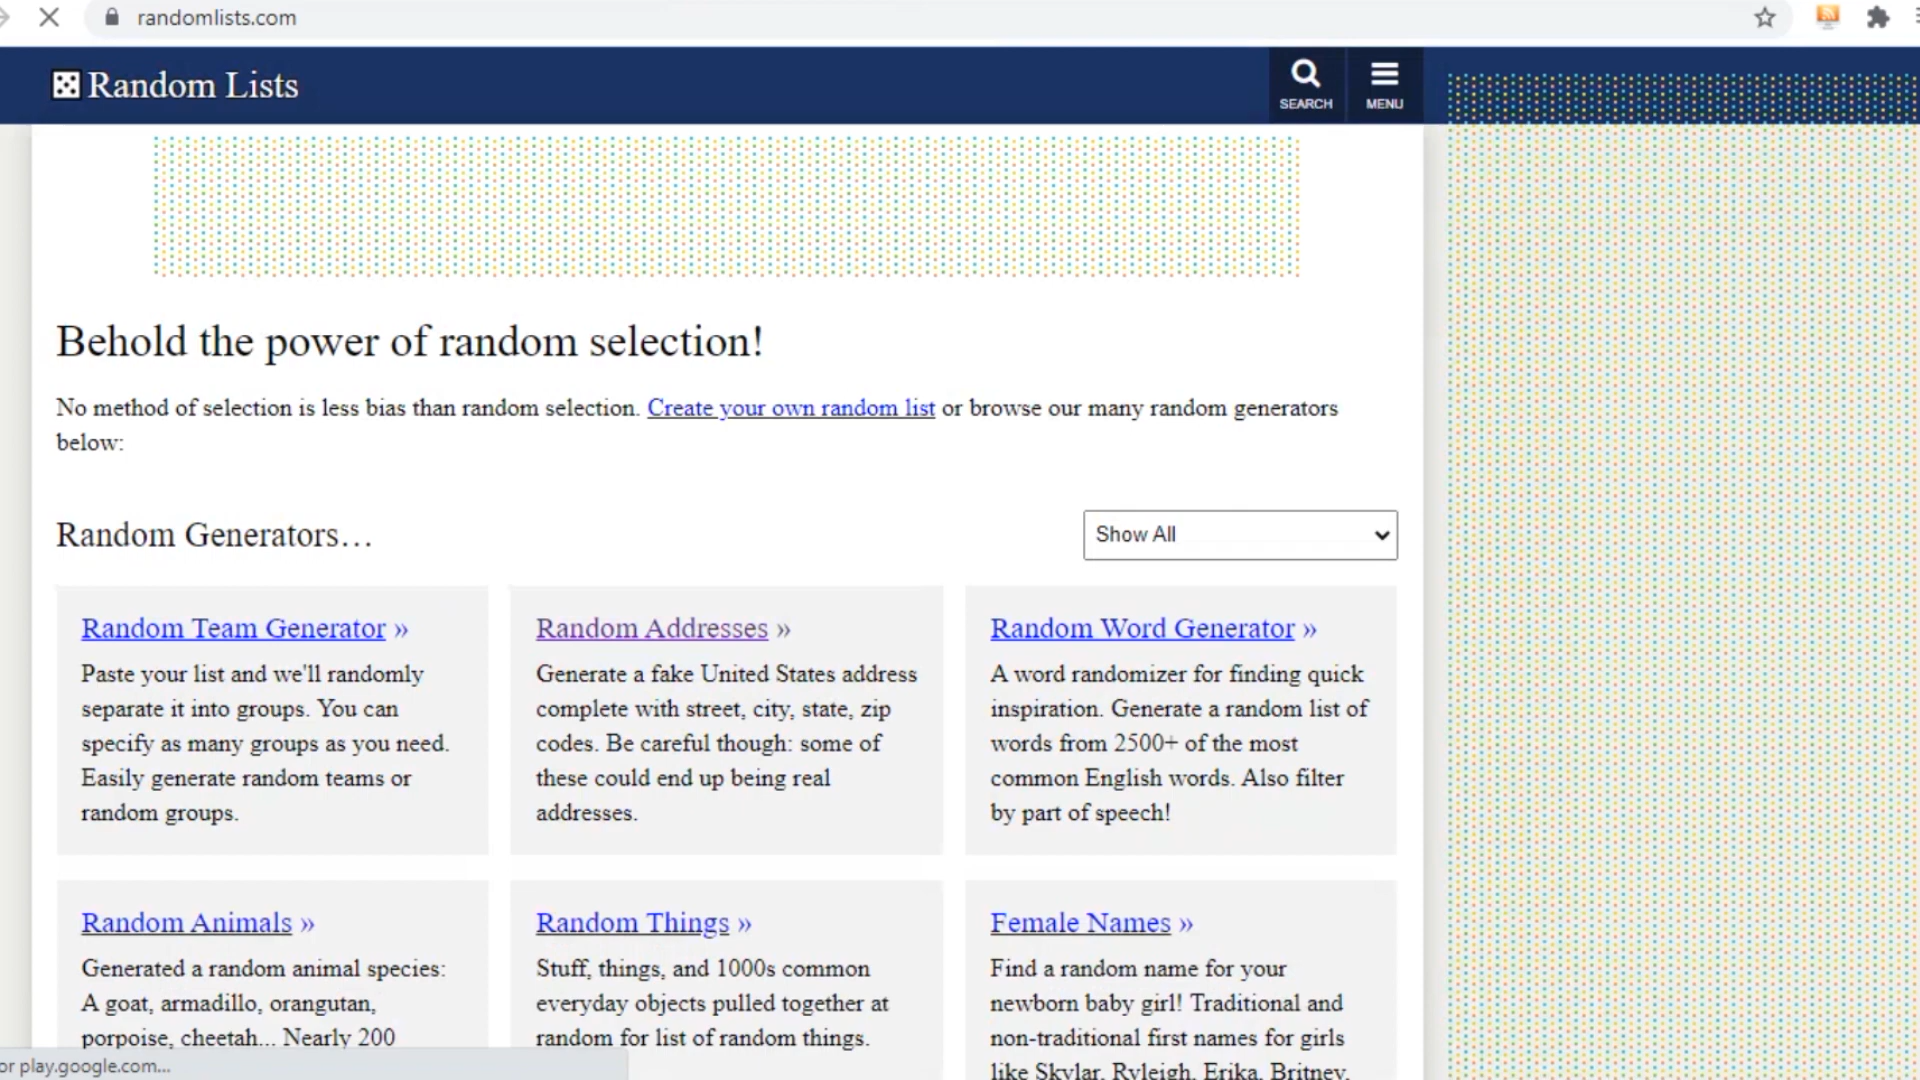 randomlists.com
Random Lists
SEARCH
MENU
Behold the power of random selection!
No method of selection is less bias than random selection. Create your own random list or browse our many random generators
below:
Random Generators…
Show All
Random Team Generator »
Paste your list and we'll randomly
separate it into groups. You can
specify as many groups as you need.
Easily generate random teams or
random groups.
Random Addresses »
Generate a fake United States address
complete with street, city, state, zip
codes. Be careful though: some of
these could end up being real
addresses.
Random Word Generator »
A word randomizer for finding quick
inspiration. Generate a random list of
words from 2500+ of the most
common English words. Also filter
by part of speech!
Random Animals »
Generated a random animal species:
A goat, armadillo, orangutan,
porpoise, cheetah... Nearly 200
Random Things »
Stuff, things, and 1000s common
everyday objects pulled together at
random for list of random things.
Female Names »
Find a random name for your
newborn baby girl! Traditional and
non-traditional first names for girls
like Skylar, Ryleigh, Erika, Britney,
or play.google.com...